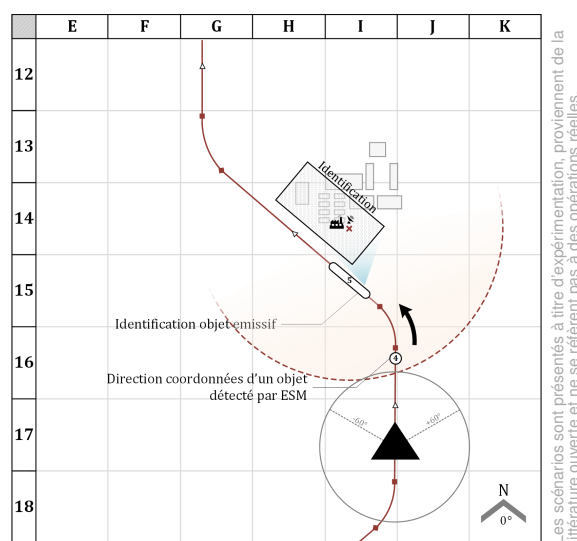 E F G H I J K
12
13
Identification
14
5
15
Identification objet emissif
4
16
Direction coordonnées d'un objet
détecté par ESM
-60° +60°
17
18
N
0°
Les scénarios sont présentés à titre d'expérimentation, proviennent de la
littérature ouverte et ne se réfèrent pas à des opérations réelles